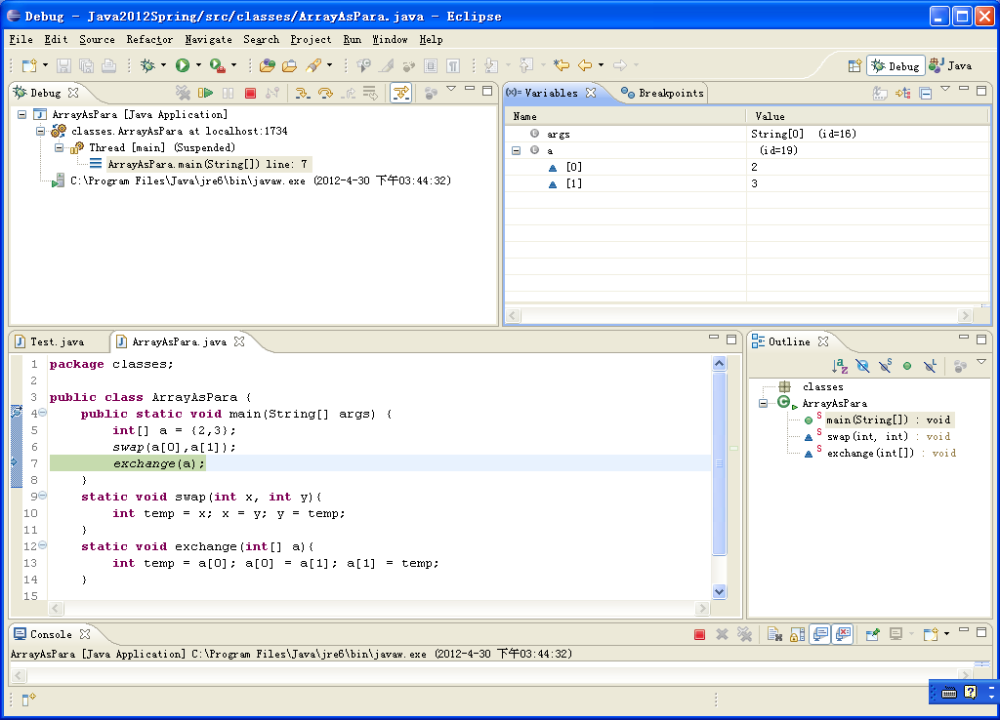 Debug - Java2012Spring/src/classes/ArrayAsPara.java - Eclipse
File Edit Source Refactor Navigate Search Project Run Window Help
Debug Java
Debug
ArrayAsPara [Java Application]
classes.ArrayAsPara at localhost:1734
Thread [main] (Suspended)
ArrayAsPara.main(String[]) line: 7
C:\Program Files\Java\jre6\bin\javaw.exe (2012-4-30 下午03:44:32)
(x)= Variables Breakpoints
Name Value
args String[0] (id=16)
a (id=19)
[0] 2
[1] 3
Test.java ArrayAsPara.java
1 package classes;
2
3 public class ArrayAsPara {
4 public static void main(String[] args) {
5 int[] a = {2,3};
6 swap(a[0],a[1]);
7 exchange(a);
8 }
9 static void swap(int x, int y){
10 int temp = x; x = y; y = temp;
11 }
12 static void exchange(int[] a){
13 int temp = a[0]; a[0] = a[1]; a[1] = temp;
14 }
15
Outline
classes
ArrayAsPara
main(String[]) : void
swap(int, int) : void
exchange(int[]) : void
Console
ArrayAsPara [Java Application] C:\Program Files\Java\jre6\bin\javaw.exe (2012-4-30 下午03:44:32)